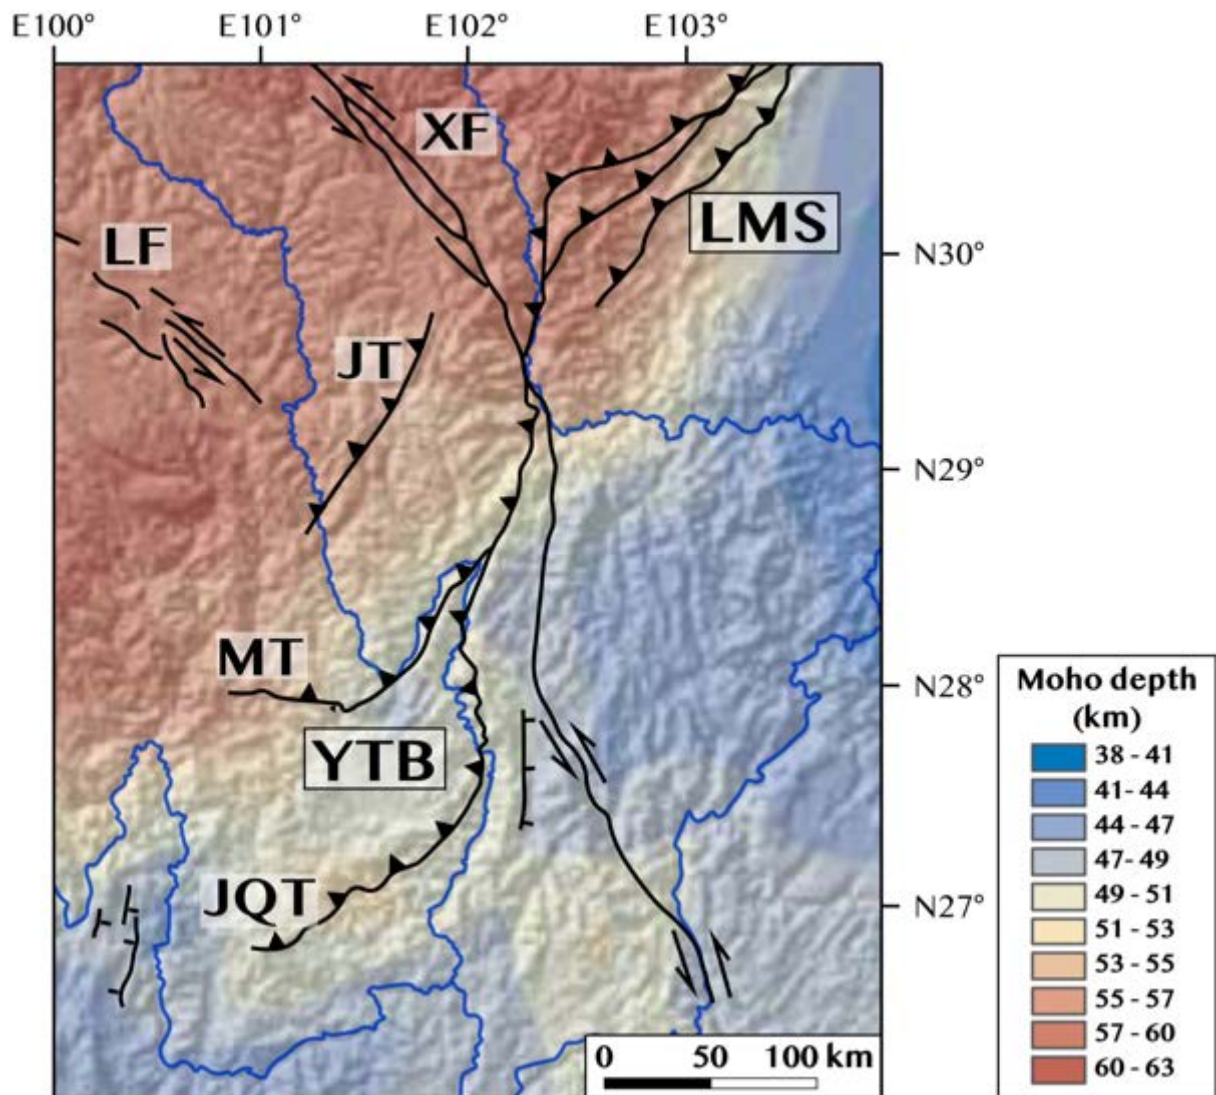 E100° E101° E102° E103°
XF
LMS
LF
N30°
JT
N29°
MT
N28°
YTB
JQT
N27°
0 50 100 km
Moho depth
(km)
38 - 41
41 - 44
44 - 47
47 - 49
49 - 51
51 - 53
53 - 55
55 - 57
57 - 60
60 - 63